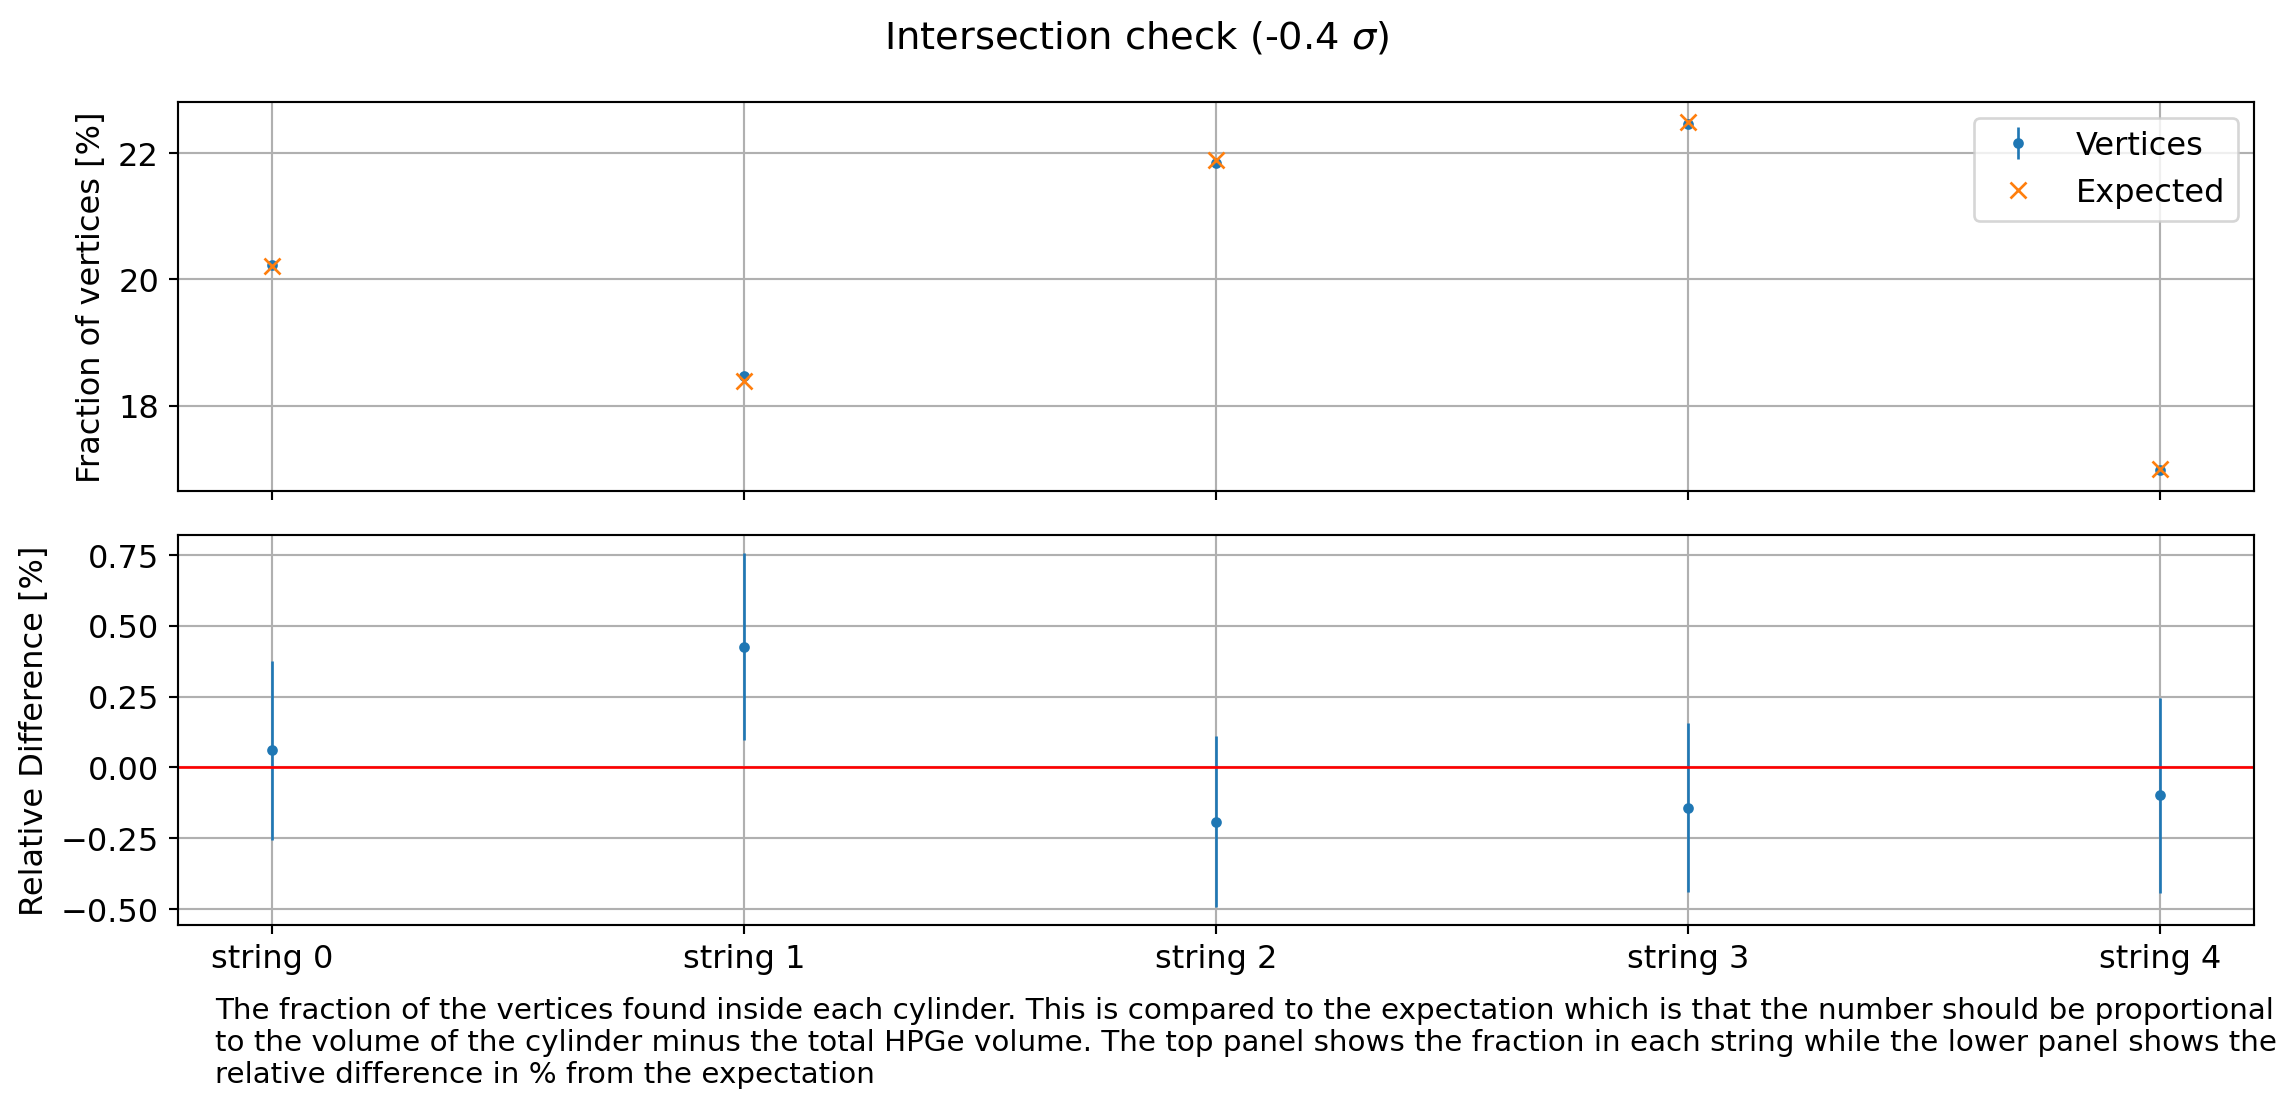 Intersection check (-0.4 σ)
Fraction of vertices [%]
22
20
18
Vertices
Expected
Relative Difference [%]
0.75
0.50
0.25
0.00
−0.25
−0.50
string 0
string 1
string 2
string 3
string 4
The fraction of the vertices found inside each cylinder. This is compared to the expectation which is that the number should be proportional
to the volume of the cylinder minus the total HPGe volume. The top panel shows the fraction in each string while the lower panel shows the
relative difference in % from the expectation